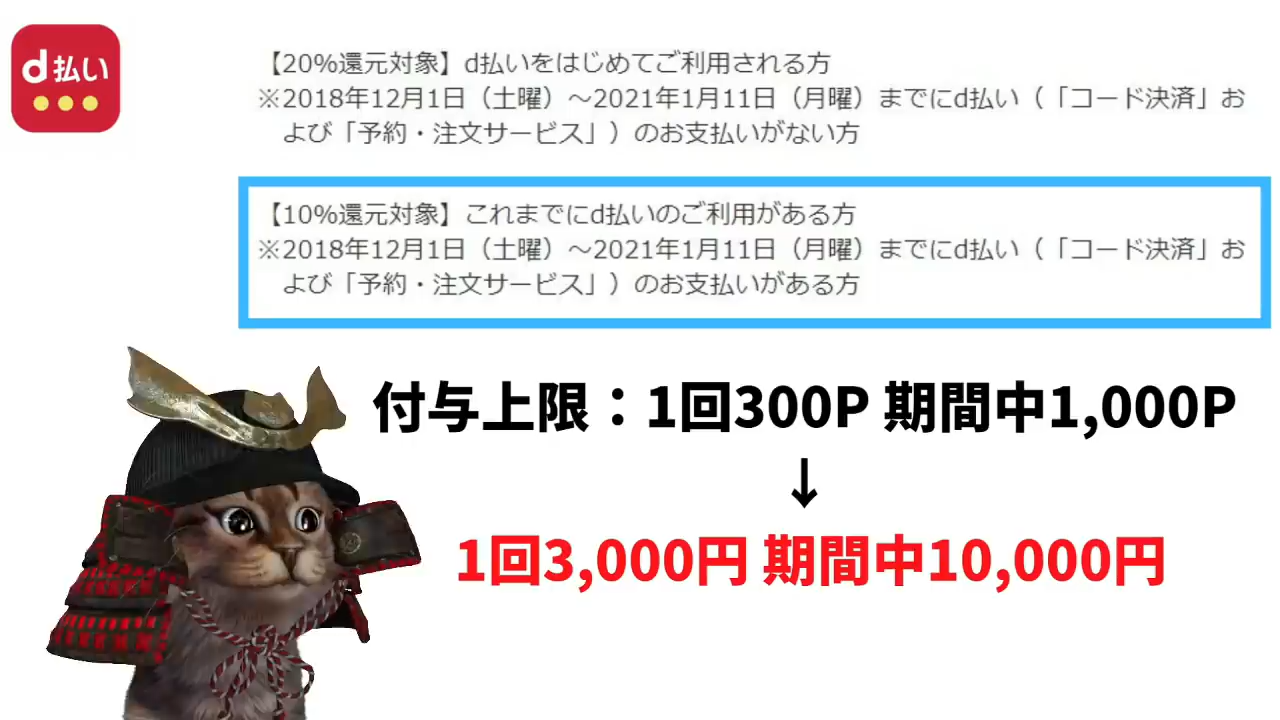 d払い
【20%還元対象】d払いをはじめてご利用される方
※2018年12月1日（土曜）～2021年1月11日（月曜）までにd払い（「コード決済」お
よび「予約・注文サービス」）のお支払いがない方
【10%還元対象】これまでにd払いのご利用がある方
※2018年12月1日（土曜）～2021年1月11日（月曜）までにd払い（「コード決済」お
よび「予約・注文サービス」）のお支払いがある方
付与上限：1回300P 期間中1,000P
↓
1回3,000円 期間中10,000円